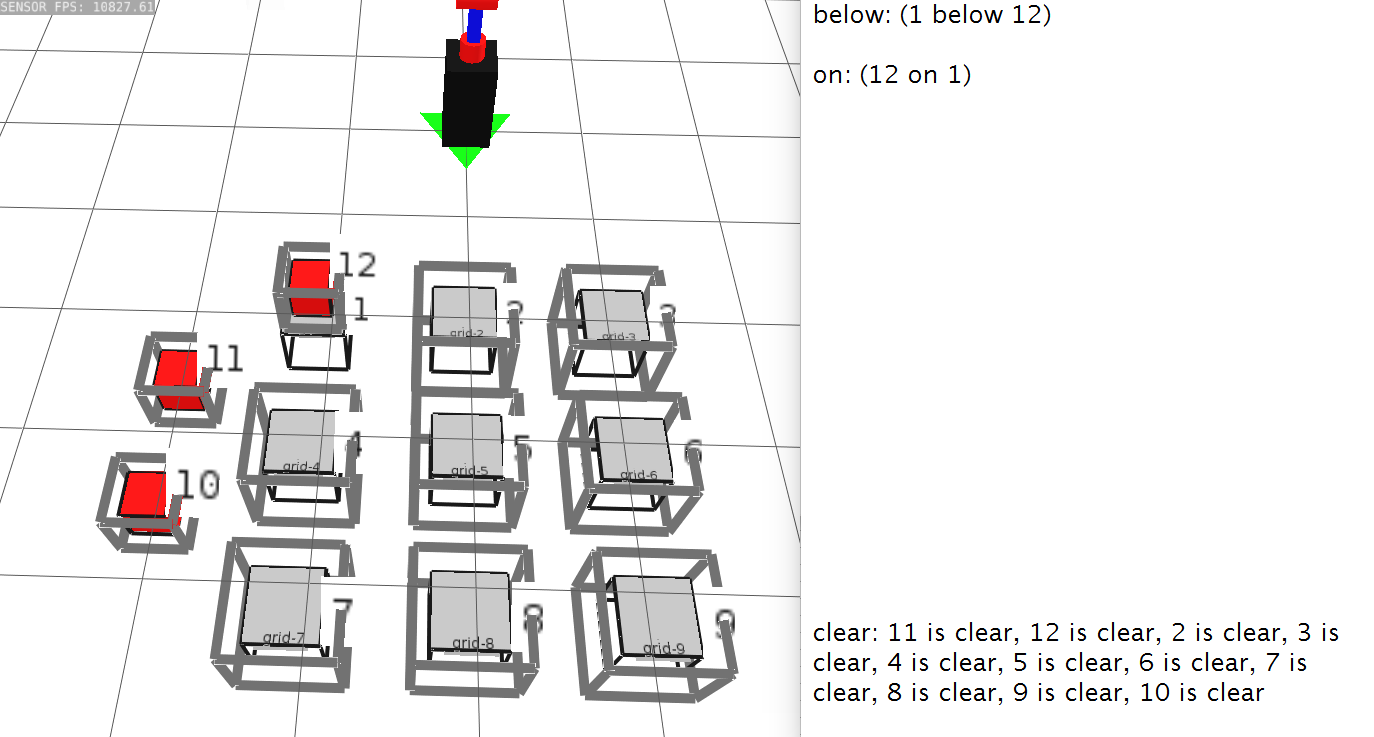 SENSOR FPS: 10827.61
below: (1 below 12)
on: (12 on 1)
12
1
2
grid-2
3
grid-3
11
4
grid-4
5
grid-5
6
grid-6
10
7
grid-7
8
grid-8
9
grid-9
clear: 11 is clear, 12 is clear, 2 is clear, 3 is
clear, 4 is clear, 5 is clear, 6 is clear, 7 is
clear, 8 is clear, 9 is clear, 10 is clear